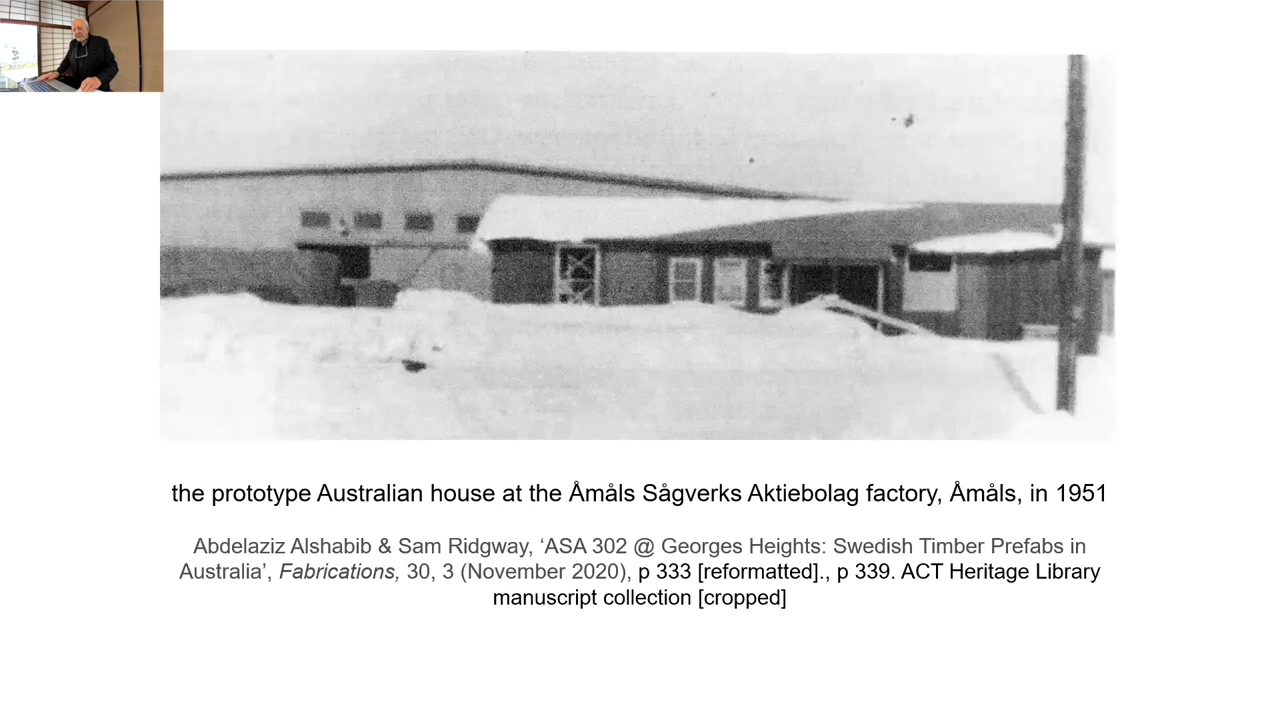 the prototype Australian house at the Åmåls Sågverks Aktiebolag factory, Åmåls, in 1951
Abdelaziz Alshabib & Sam Ridgway, ‘ASA 302 @ Georges Heights: Swedish Timber Prefabs in
Australia’, Fabrications, 30, 3 (November 2020), p 333 [reformatted]., p 339. ACT Heritage Library
manuscript collection [cropped]